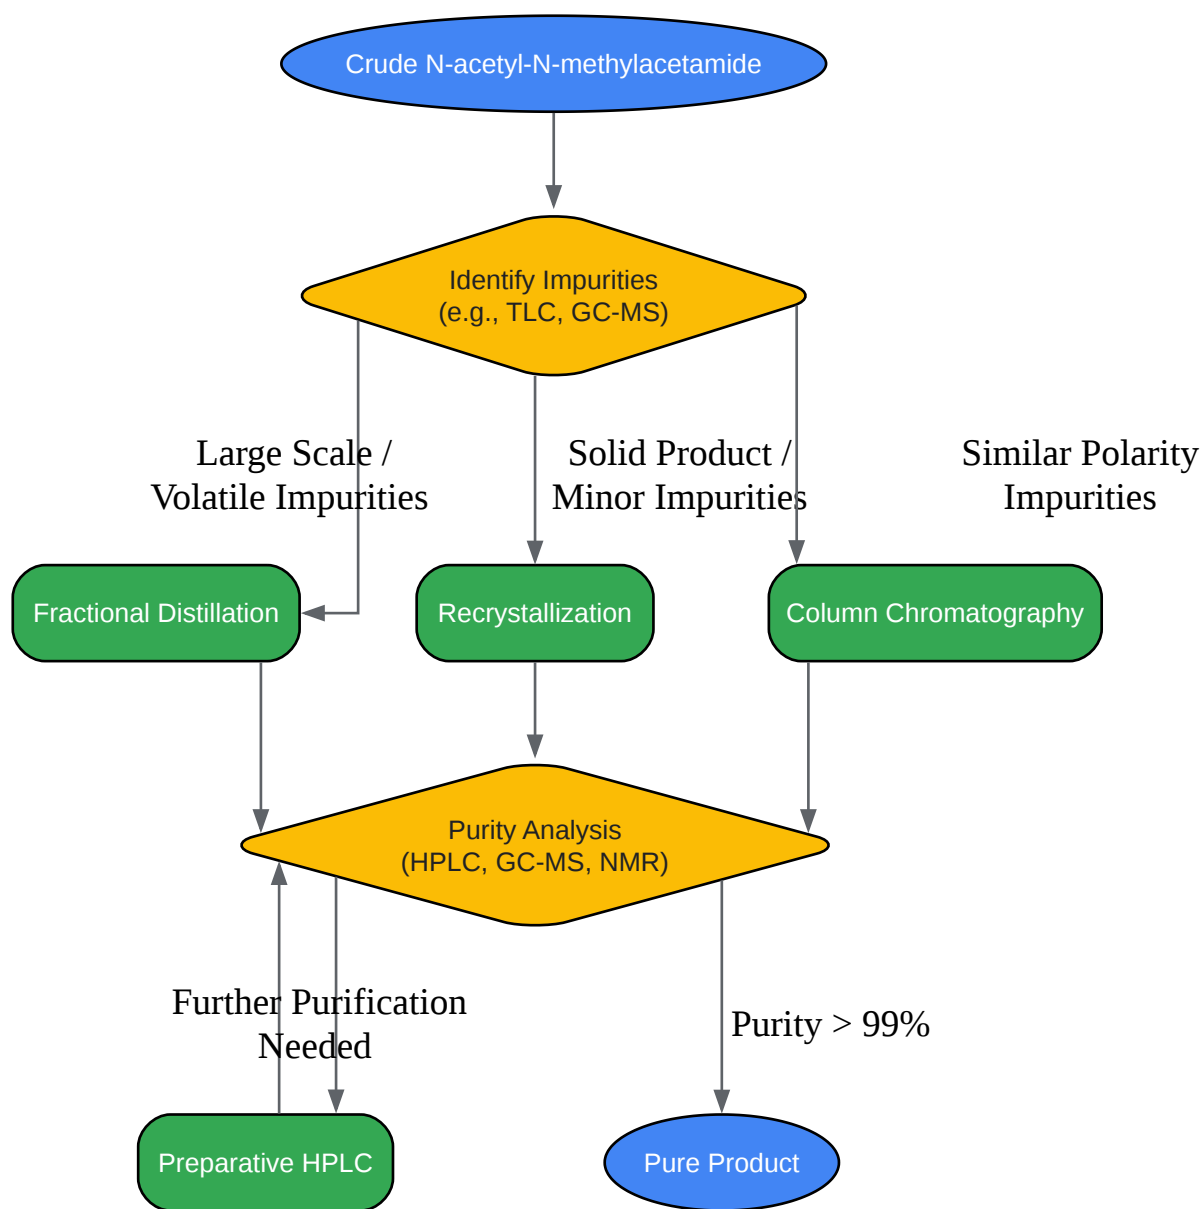 Crude N-acetyl-N-methylacetamide
Identify Impurities
(e.g., TLC, GC-MS)
Large Scale /
Volatile Impurities
Solid Product /
Minor Impurities
Similar Polarity
Impurities
Fractional Distillation
Recrystallization
Column Chromatography
Purity Analysis
(HPLC, GC-MS, NMR)
Further Purification
Needed
Purity > 99%
Preparative HPLC
Pure Product